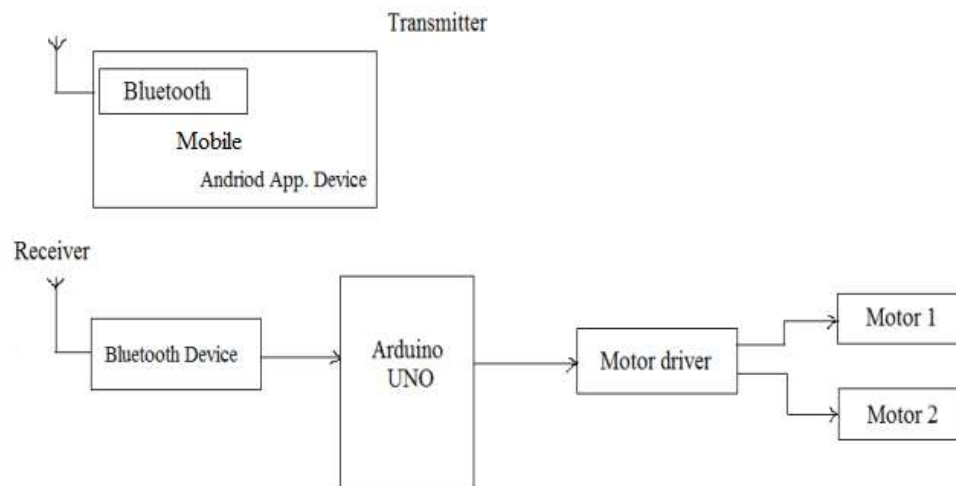 Transmitter
Bluetooth
Mobile
Andriod App. Device
Receiver
Bluetooth Device
Arduino
UNO
Motor driver
Motor 1
Motor 2